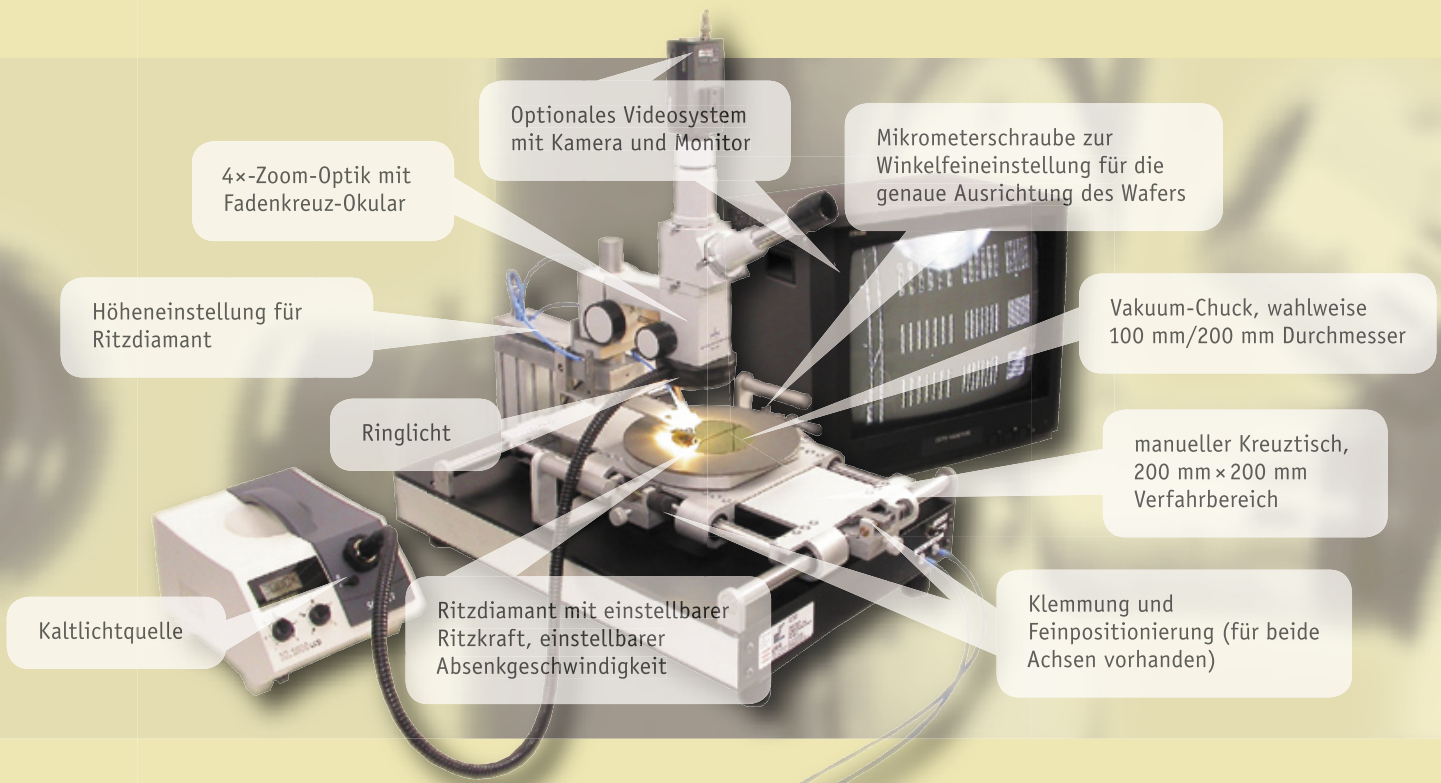 Optionales Videosystem
mit Kamera und Monitor
Mikrometerschraube zur
Winkelfeineinstellung für die
genaue Ausrichtung des Wafers
4×-Zoom-Optik mit
Fadenkreuz-Okular
Höheneinstellung für
Ritzdiamant
Vakuum-Chuck, wahlweise
100 mm/200 mm Durchmesser
Ringlicht
manueller Kreuztisch,
200 mm × 200 mm
Verfahrbereich
Kaltlichtquelle
Ritzdiamant mit einstellbarer
Ritzkraft, einstellbarer
Absenkgeschwindigkeit
Klemmung und
Feinpositionierung (für beide
Achsen vorhanden)